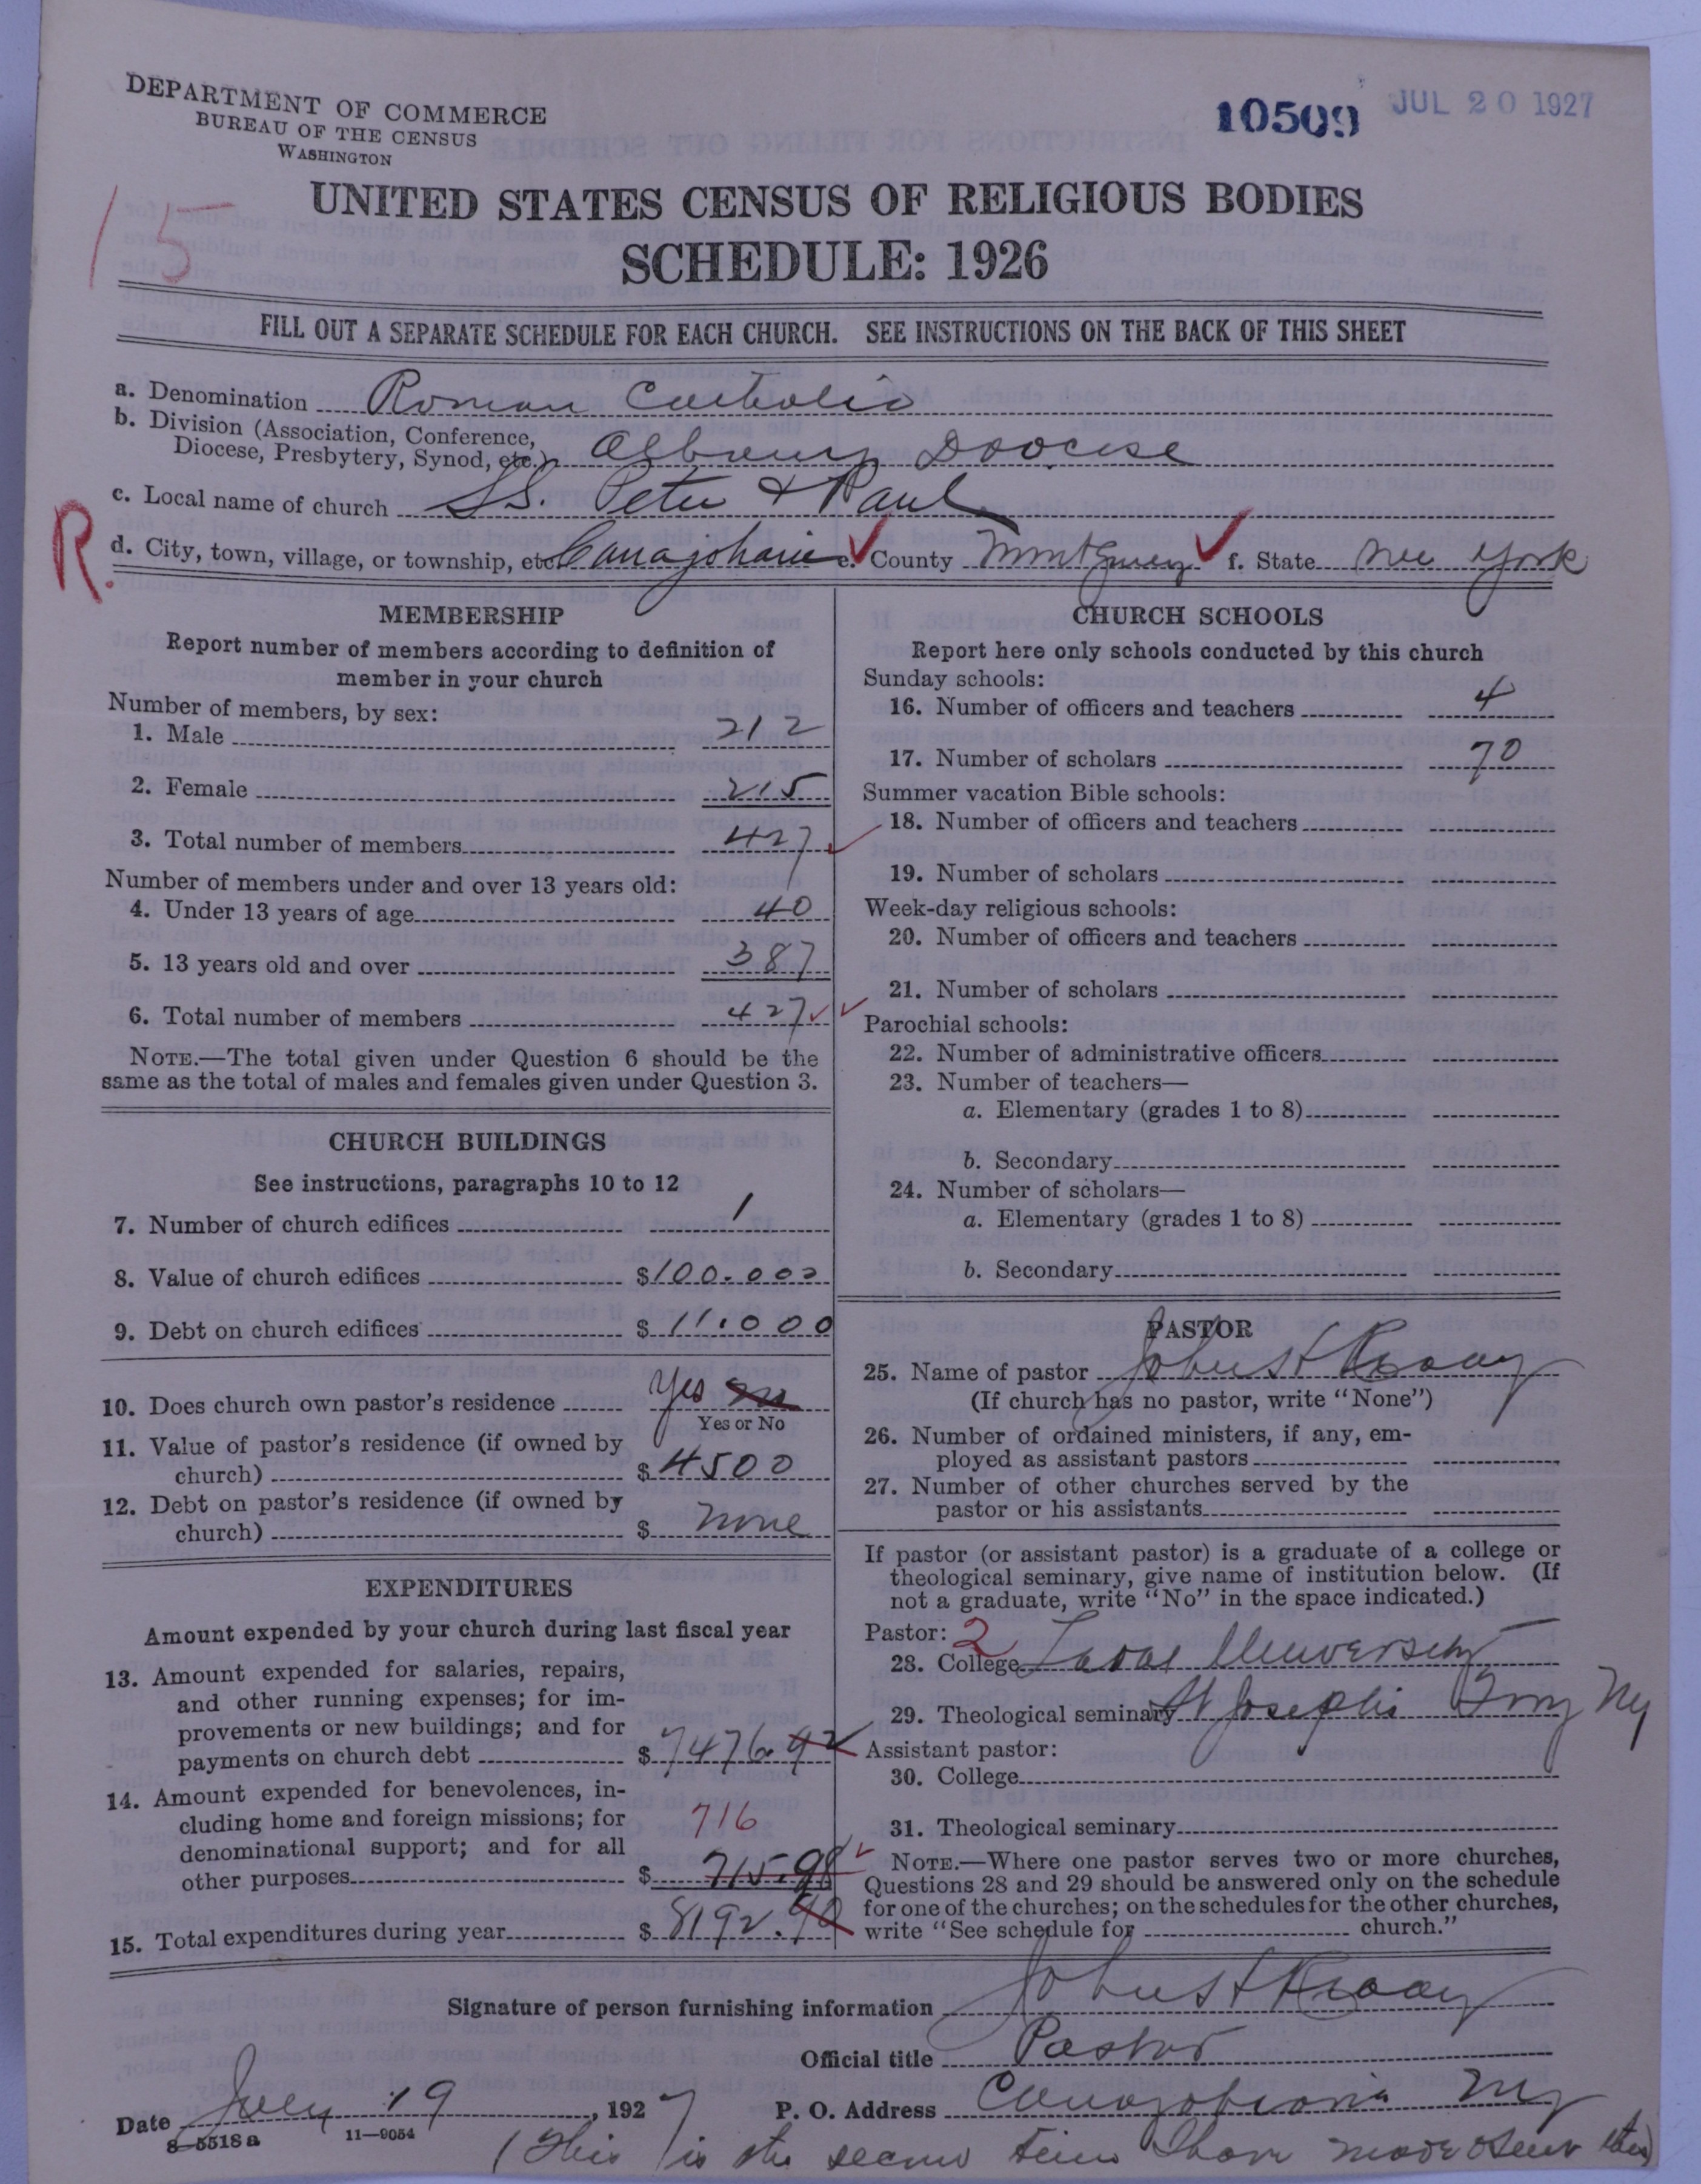 DEPARTMENT OF COMMERCE
BUREAU OF THE CENSUS
WASHINGTON
10509 JUL 20 1927
15
UNITED STATES CENSUS OF RELIGIOUS BODIES
SCHEDULE: 1926
FILL OUT A SEPARATE SCHEDULE FOR EACH CHURCH. SEE INSTRUCTIONS ON THE BACK OF THIS SHEET
a. Denomination Roman Catholic
b. Division (Association, Conference,
Diocese, Presbytery, Synod, etc.) Albany Diocese
c. Local name of church SS. Peter & Paul
R.
d. City, town, village, or township, etc. Canajoharie e. County Montgomery f. State New York
MEMBERSHIP
Report number of members according to definition of
member in your church
Number of members, by sex:
1. Male 212
2. Female 215
3. Total number of members 427
Number of members under and over 13 years old:
4. Under 13 years of age 40
5. 13 years old and over 387
6. Total number of members 427
NOTE.—The total given under Question 6 should be the
same as the total of males and females given under Question 3.
CHURCH BUILDINGS
See instructions, paragraphs 10 to 12
7. Number of church edifices 1
8. Value of church edifices $100.000
9. Debt on church edifices $11.000
10. Does church own pastor's residence Yes no
Yes or No
11. Value of pastor's residence (if owned by
church) $4500
12. Debt on pastor's residence (if owned by
church) $ none
EXPENDITURES
Amount expended by your church during last fiscal year
13. Amount expended for salaries, repairs,
and other running expenses; for im-
provements or new buildings; and for
payments on church debt $7476.92
14. Amount expended for benevolences, in-
cluding home and foreign missions; for
denominational support; and for all
716
other purposes $715.98
15. Total expenditures during year $8192.90
CHURCH SCHOOLS
Report here only schools conducted by this church
Sunday schools:
16. Number of officers and teachers 4
17. Number of scholars 70
Summer vacation Bible schools:
18. Number of officers and teachers
19. Number of scholars
Week-day religious schools:
20. Number of officers and teachers
21. Number of scholars
Parochial schools:
22. Number of administrative officers
23. Number of teachers—
a. Elementary (grades 1 to 8)
b. Secondary
24. Number of scholars—
a. Elementary (grades 1 to 8)
b. Secondary
PASTOR
25. Name of pastor John H
(If church has no pastor, write "None")
26. Number of ordained ministers, if any, em-
ployed as assistant pastors
27. Number of other churches served by the
pastor or his assistants
If pastor (or assistant pastor) is a graduate of a college or
theological seminary, give name of institution below. (If
not a graduate, write "No" in the space indicated.)
Pastor: 2
28. College Laval University
29. Theological seminary St Josephs Troy Ny
Assistant pastor:
30. College
31. Theological seminary
NOTE.—Where one pastor serves two or more churches,
Questions 28 and 29 should be answered only on the schedule
for one of the churches; on the schedules for the other churches,
write "See schedule for church."
Signature of person furnishing information John H
Official title Pastor
Date July 19, 1927 P. O. Address Canajoharie Ny
8-5518a 11-9054
(This is the second time I have made